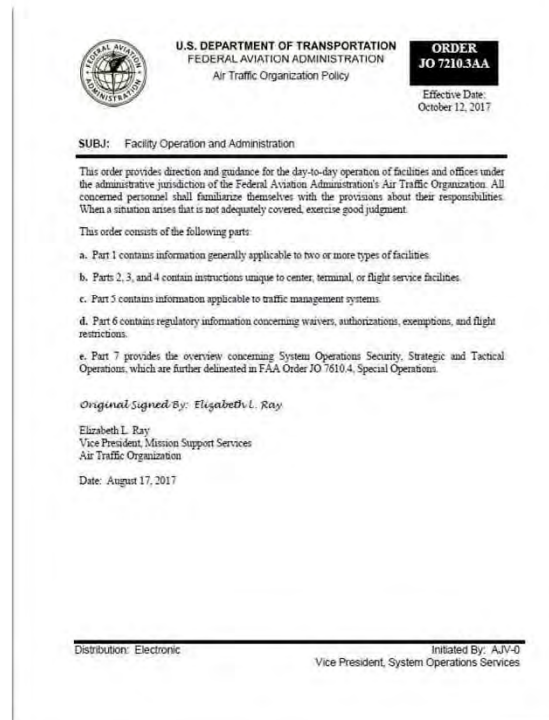 FEDERAL AVIATION
ADMINISTRATION
U.S. DEPARTMENT OF TRANSPORTATION
FEDERAL AVIATION ADMINISTRATION
Air Traffic Organization Policy
ORDER
JO 7210.3AA
Effective Date:
October 12, 2017
SUBJ: Facility Operation and Administration
This order provides direction and guidance for the day-to-day operation of facilities and offices under
the administrative jurisdiction of the Federal Aviation Administration's Air Traffic Organization. All
concerned personnel shall familiarize themselves with the provisions about their responsibilities.
When a situation arises that is not adequately covered, exercise good judgment.
This order consists of the following parts:
a. Part 1 contains information generally applicable to two or more types of facilities.
b. Parts 2, 3, and 4 contain instructions unique to center, terminal, or flight service facilities.
c. Part 5 contains information applicable to traffic management systems.
d. Part 6 contains regulatory information concerning waivers, authorizations, exemptions, and flight
restrictions.
e. Part 7 provides the overview concerning System Operations Security, Strategic and Tactical
Operations, which are further delineated in FAA Order JO 7610.4, Special Operations.
Original Signed By: Elizabeth L. Ray
Elizabeth L. Ray
Vice President, Mission Support Services
Air Traffic Organization
Date: August 17, 2017
Distribution: Electronic
Initiated By: AJV-0
Vice President, System Operations Services